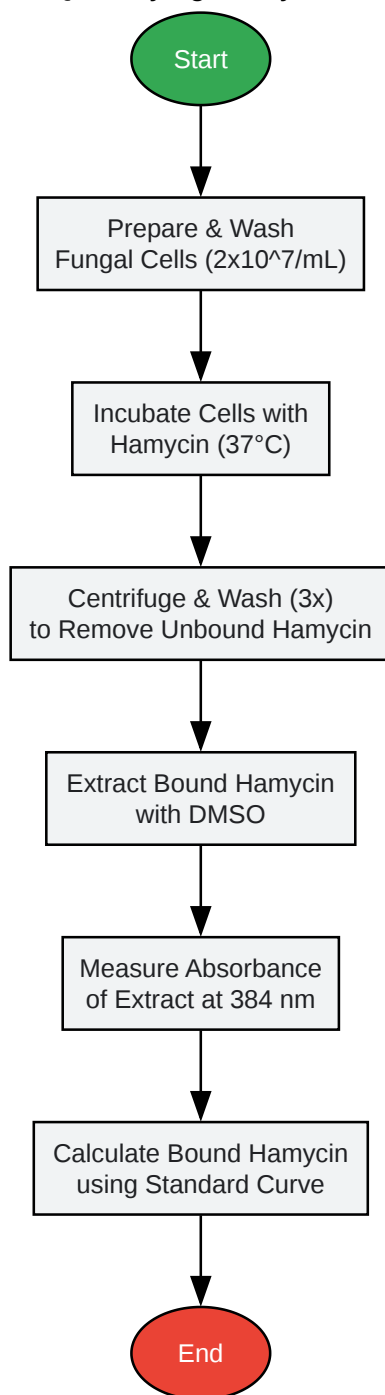 Start
Prepare & Wash
Fungal Cells (2x10^7/mL)
Incubate Cells with
Hamycin (37°C)
Centrifuge & Wash (3x)
to Remove Unbound Hamycin
Extract Bound Hamycin
with DMSO
Measure Absorbance
of Extract at 384 nm
Calculate Bound Hamycin
using Standard Curve
End